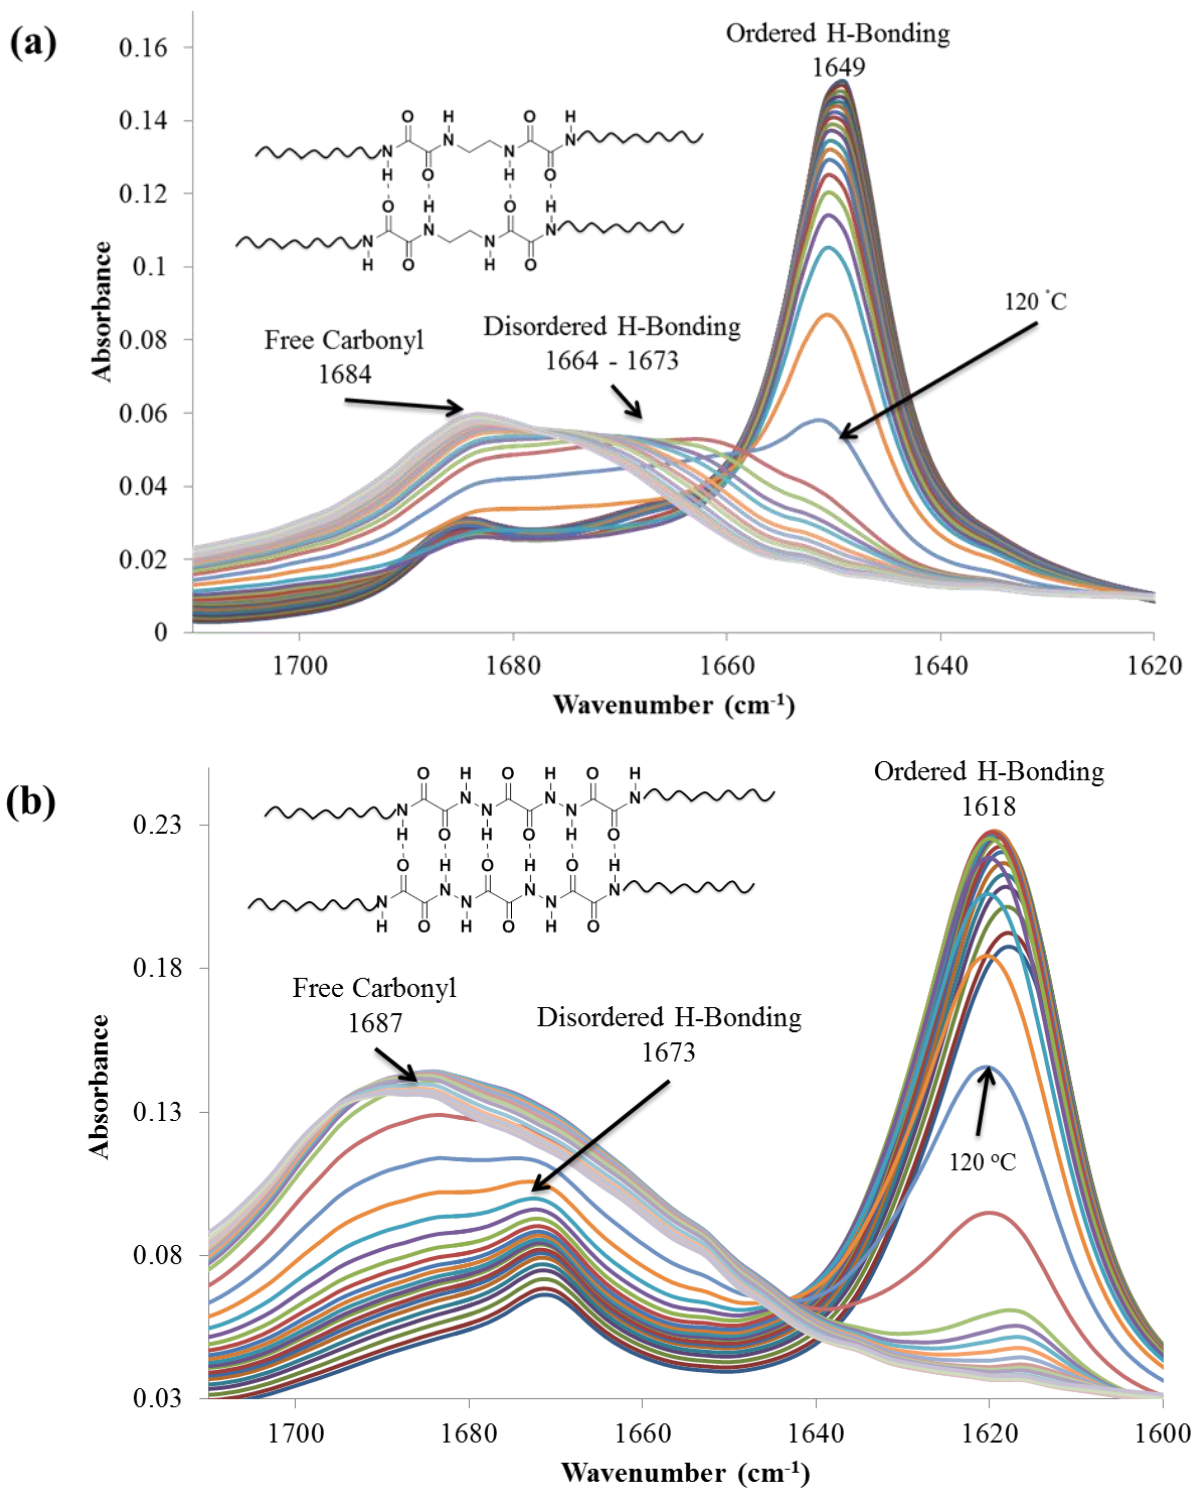 (a)
Ordered H-Bonding
1649
0.16
0.14
0.12
0.1
0.08
0.06
0.04
0.02
0
Absorbance
O H O H
N N N N
H O H O
O H O H
N N N N
H O H O
120 °C
Free Carbonyl
1684
Disordered H-Bonding
1664 - 1673
1700 1680 1660 1640 1620
Wavenumber (cm-1)
(b)
Ordered H-Bonding
1618
0.23
0.18
0.13
0.08
0.03
Absorbance
O H O H O H
N N N N N N
H O H O H O
O H O H O H
N N N N N N
H O H O H O
Free Carbonyl
1687
Disordered H-Bonding
1673
120 °C
1700 1680 1660 1640 1620 1600
Wavenumber (cm-1)